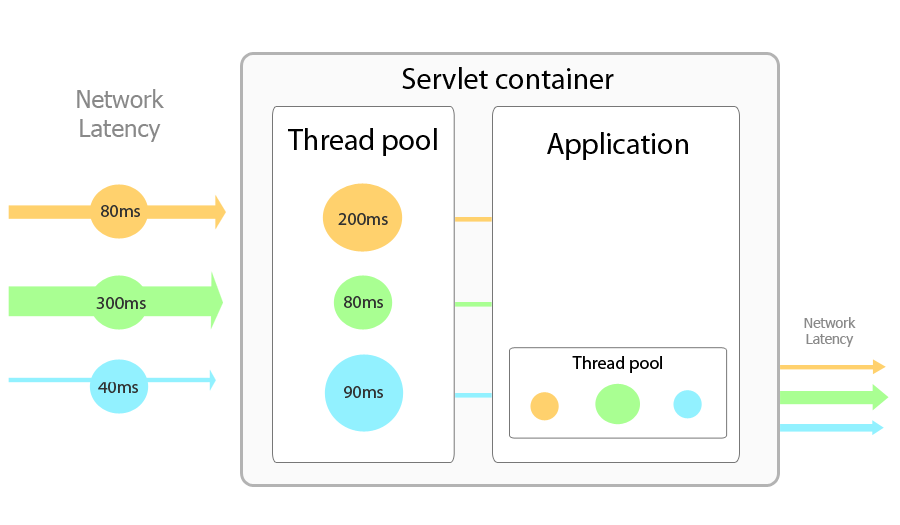 Servlet container
Network
Latency
Thread pool
Application
80ms
200ms
300ms
80ms
40ms
90ms
Thread pool
Network
Latency